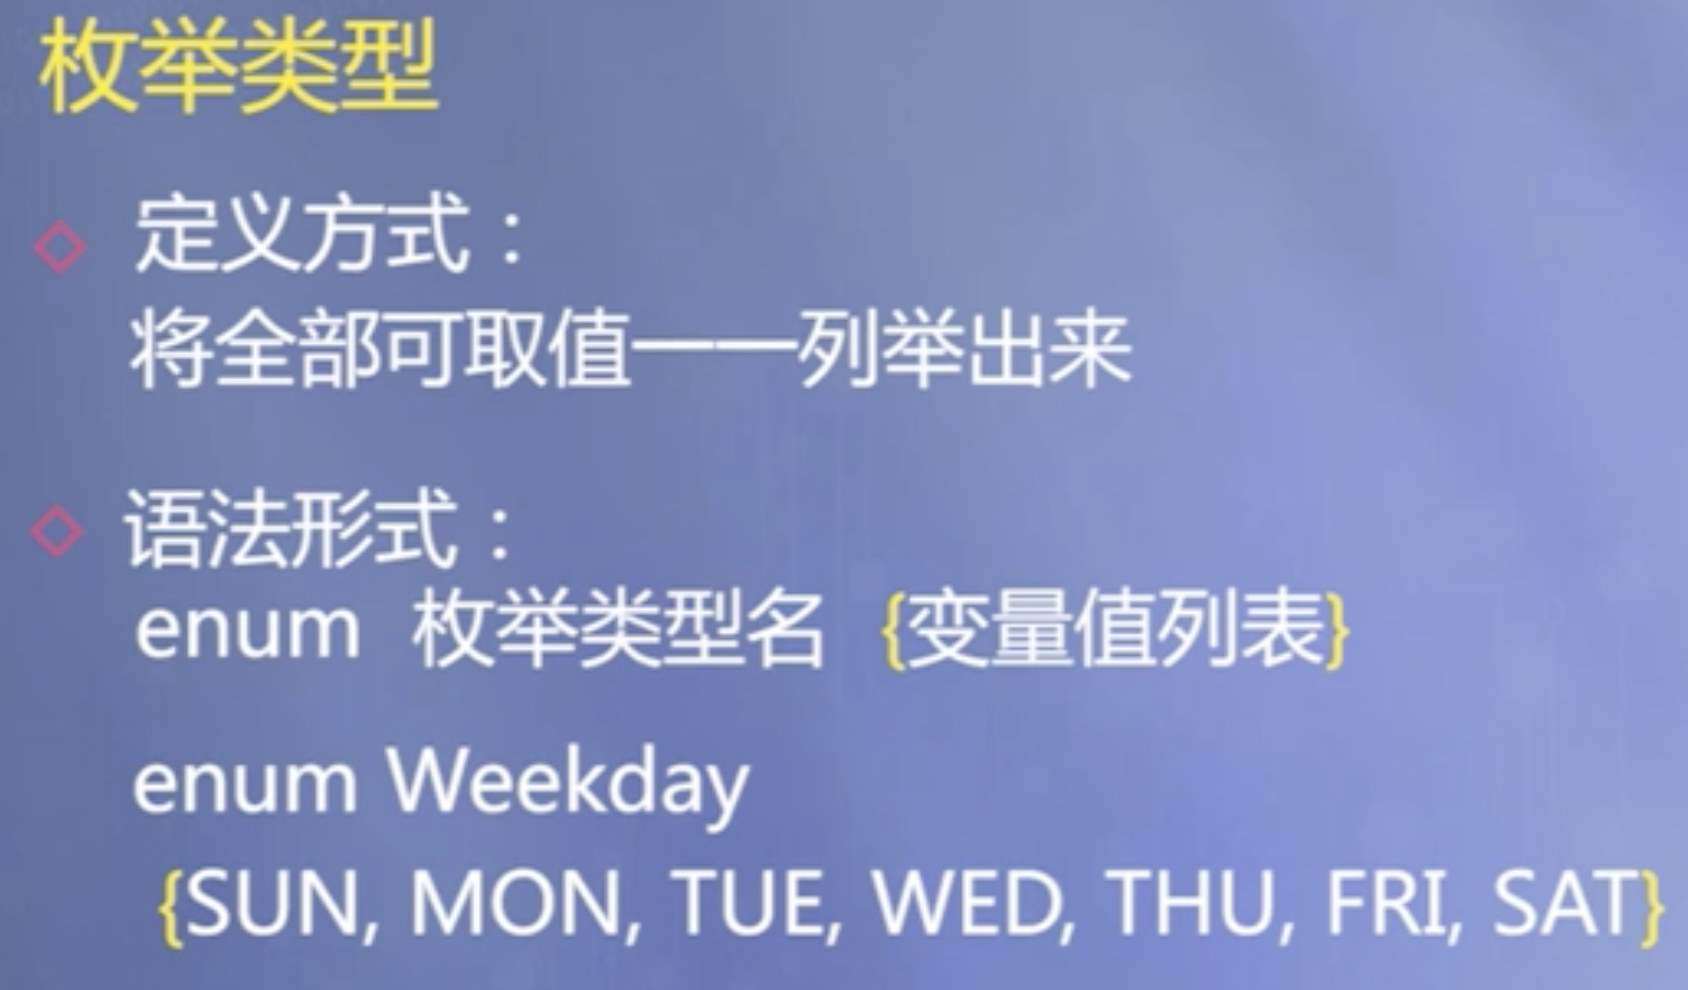 枚举类型
定义方式：
将全部可取值一一列举出来
语法形式：
enum 枚举类型名 {变量值列表}
enum Weekday
{SUN, MON, TUE, WED, THU, FRI, SAT}